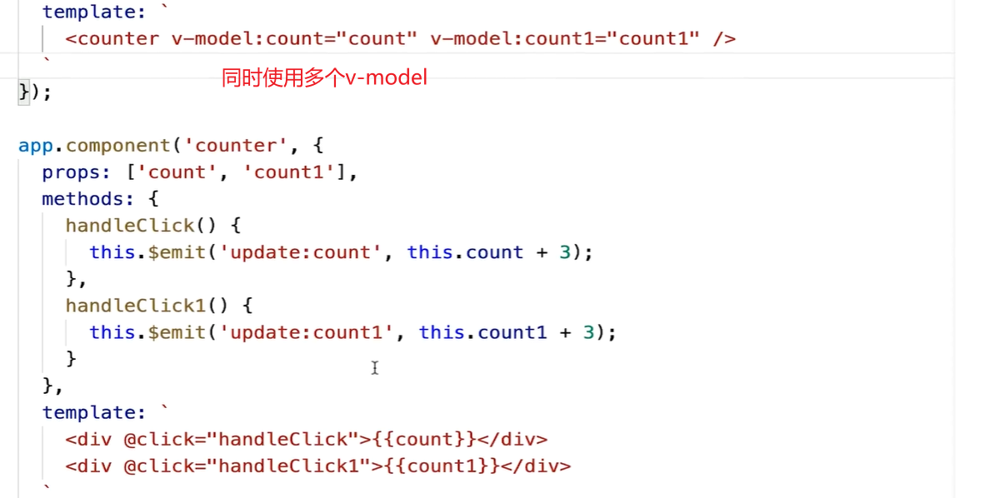 template: `
<counter v-model:count="count" v-model:count1="count1" />
`
同时使用多个v-model
});
app.component('counter', {
props: ['count', 'count1'],
methods: {
handleClick() {
this.$emit('update:count', this.count + 3);
},
handleClick1() {
this.$emit('update:count1', this.count1 + 3);
}
},
template: `
<div @click="handleClick">{{count}}</div>
<div @click="handleClick1">{{count1}}</div>
`